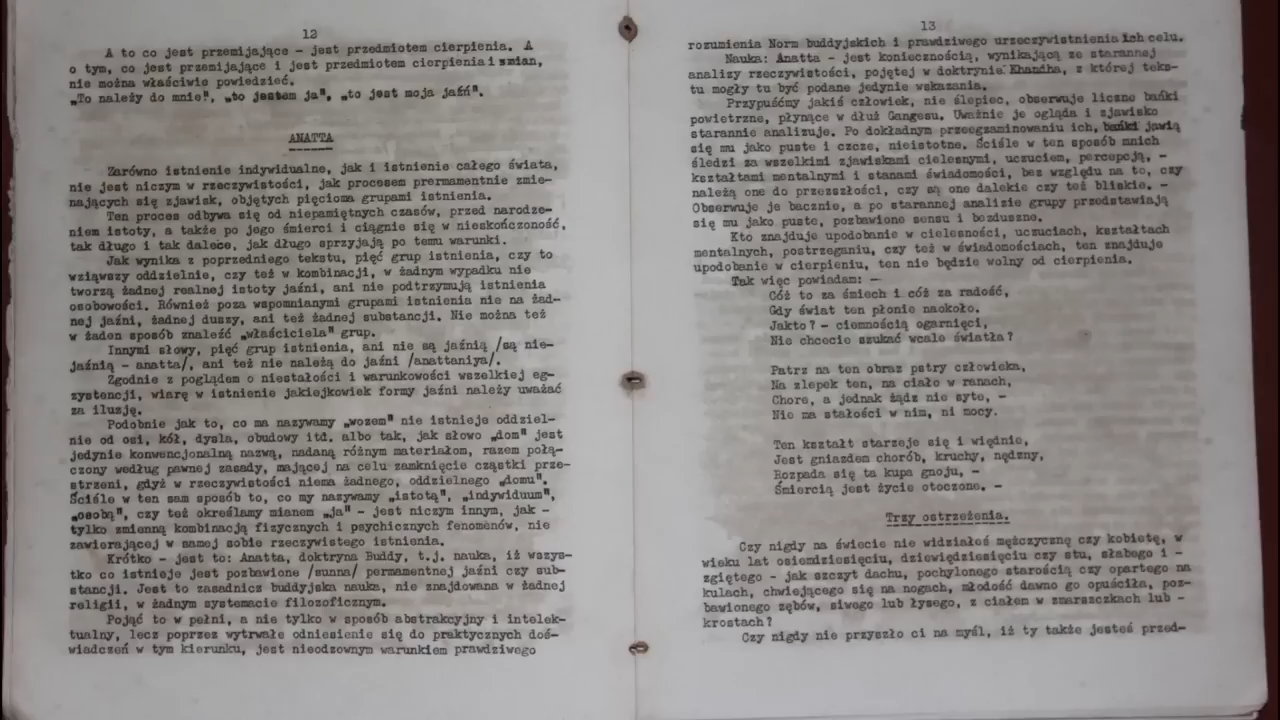 12
A to co jest przemijające - jest przedmiotem cierpienia. A
o tym, co jest przemijające i jest przedmiotem cierpienia i zmian,
nie można właściwie powiedzieć.
„To należy do mnie", „to jestem ja", „to jest moja jaźń".
ANATTA
Zarówno istnienie indywidualne, jak i istnienie całego świata,
nie jest niczym w rzeczywistości, jak procesem prermamentnie zmie-
nających się zjawisk, objętych pięcioma grupami istnienia.
Ten proces odbywa się od niepamiętnych czasów, przed narodze-
niem istoty, a także po jego śmierci i ciągnie się w nieskończoność,
tak długo i tak dalece, jak długo sprzyjają po temu warunki.
Jak wynika z poprzedniego tekstu, pięć grup istnienia, czy to
wziąwszy oddzielnie, czy też w kombinacji, w żadnym wypadku nie
tworzą żadnej realnej istoty jaźni, ani nie podtrzymują istnienia
osobowości. Również poza wspomnianymi grupami istnienia nie na żad-
nej jaźni, żadnej duszy, ani też żadnej substancji. Nie można też
w żaden sposób znaleźć „właściciela" grup.
Innymi słowy, pięć grup istnienia, ani nie są jaźnią /są nie-
jaźnią - anatta/, ani też nie należą do jaźni /anattaniya/.
Zgodnie z poglądem o niestałości i warunkowości wszelkiej eg-
zystencji, wiarę w istnienie jakiejkowiek formy jaźni należy uważać
za iluzję.
Podobnie jak to, co ma nazywamy „wozem" nie istnieje oddziel-
nie od osi, kół, dysla, obudowy itd. albo tak, jak słowo „dom" jest
jedynie konwencjonalną nazwą, nadaną różnym materiałom, razem połą-
czony według pawnej zasady, mającej na celu zamknięcie cząstki prze-
strzeni, gdyż w rzeczywistości niema żadnego, oddzielnego „domu".
Ściśle w ten sam sposób to, co my nazywamy „istotą", „indywiduum",
„osobą", czy też określamy mianem „ja" - jest niczym innym, jak -
tylko zmienną kombinacją fizycznych i psychicznych fenomenów, nie
zawierającej w samej sobie rzeczywistego istnienia.
Krótko - jest to: Anatta, doktryna Buddy, t.j. nauka, iż wszys-
tko co istnieje jest pozbawione /sunna/ permamentnej jaźni czy sub-
stancji. Jest to zasadnicz buddyjska nauka, nie znajdowana w żadnej
religii, w żadnym systemacie filozoficznym.
Pojąć to w pełni, a nie tylko w sposób abstrakcyjny i intelek-
tualny, lecz poprzez wytrwałe odniesienie się do praktycznych doś-
wiadczeń w tym kierunku, jest nieodzownym warunkiem prawdziwego
13
rozumienia Norm buddyjskich i prawdziwego urzeczywistnienia ich celu.
Nauka: Anatta - jest koniecznością, wynikającą ze starannej
analizy rzeczywistości, pojętej w doktrynie Khandha, z której teks-
tu mogły tu być podane jedynie wskazania.
Przypuśćmy jakiś człowiek, nie ślepiec, obserwuje liczne bańki
powietrzne, płynące w dłuż Gangesu. Uważnie je ogląda i zjawisko
starannie analizuje. Po dokładnym przeegzaminowaniu ich, bańki jawią
się mu jako puste i czcze, nieistotne. Ściśle w ten sposób mnich
śledzi za wszelkimi zjawiskami cielesnymi, uczuciem, percepcją, -
kształtami mentalnymi i stanami świadomości, bez względu na to, czy
należą one do przezszłości, czy są one dalekie czy też bliskie. -
Obserwuje je bacznie, a po starannej analizie grupy przedstawiają
się mu jako puste, pozbawione sensu i bezduszne.
Kto znajduje upodobanie w cielesności, uczuciach, kształtach
mentalnych, postrzeganiu, czy też w świadomościach, ten znajduje
upodobanie w cierpieniu, ten nie będzie wolny od cierpienia.
Tak więc powiadam: -
Cóż to za śmiech i cóż za radość,
Gdy świat ten płonie naokoło.
Jakto? - ciemnością ogarnięci,
Nie chcecie szukać wcale światła?
Patrz na ten obraz pstry człowieka,
Na zlepek ten, na ciało w ranach,
Chore, a jednak żądz nie syte, -
Nie ma stałości w nim, ni mocy.
Ten kształt starzeje się i więdnie,
Jest gniazdem chorób, kruchy, nędzny,
Rozpada się ta kupa gnoju, -
Śmiercią jest życie otoczone. -
Trzy ostrzeżenia.
Czy nigdy na świecie nie widziałeś mężczyznę czy kobietę, w
wieku lat osiemdziesięciu, dziewiędziesięciu czy stu, słabego i -
zgiętego - jak szczyt dachu, pochylonego starością czy opartego na
kulach, chwiejącego się na nogach, młodość dawno go opuściła, poz-
bawionego zębów, siwego lub łysego, z ciałem w zmarszczkach lub -
krostach?
Czy nigdy nie przyszło ci na myśl, iż ty także jesteś przed-